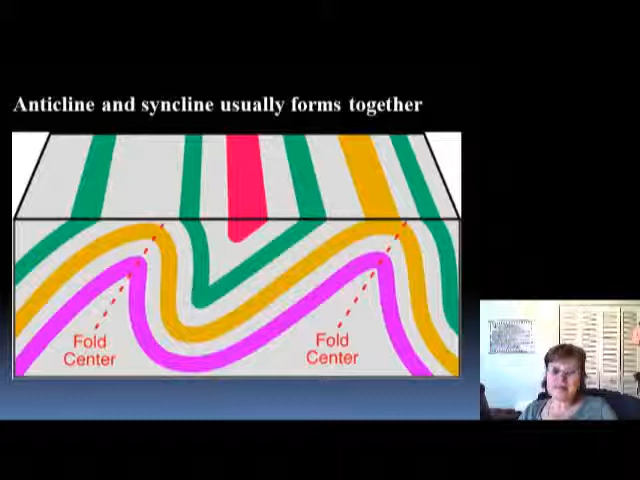 Anticline and syncline usually forms together
Fold
Center
Fold
Center